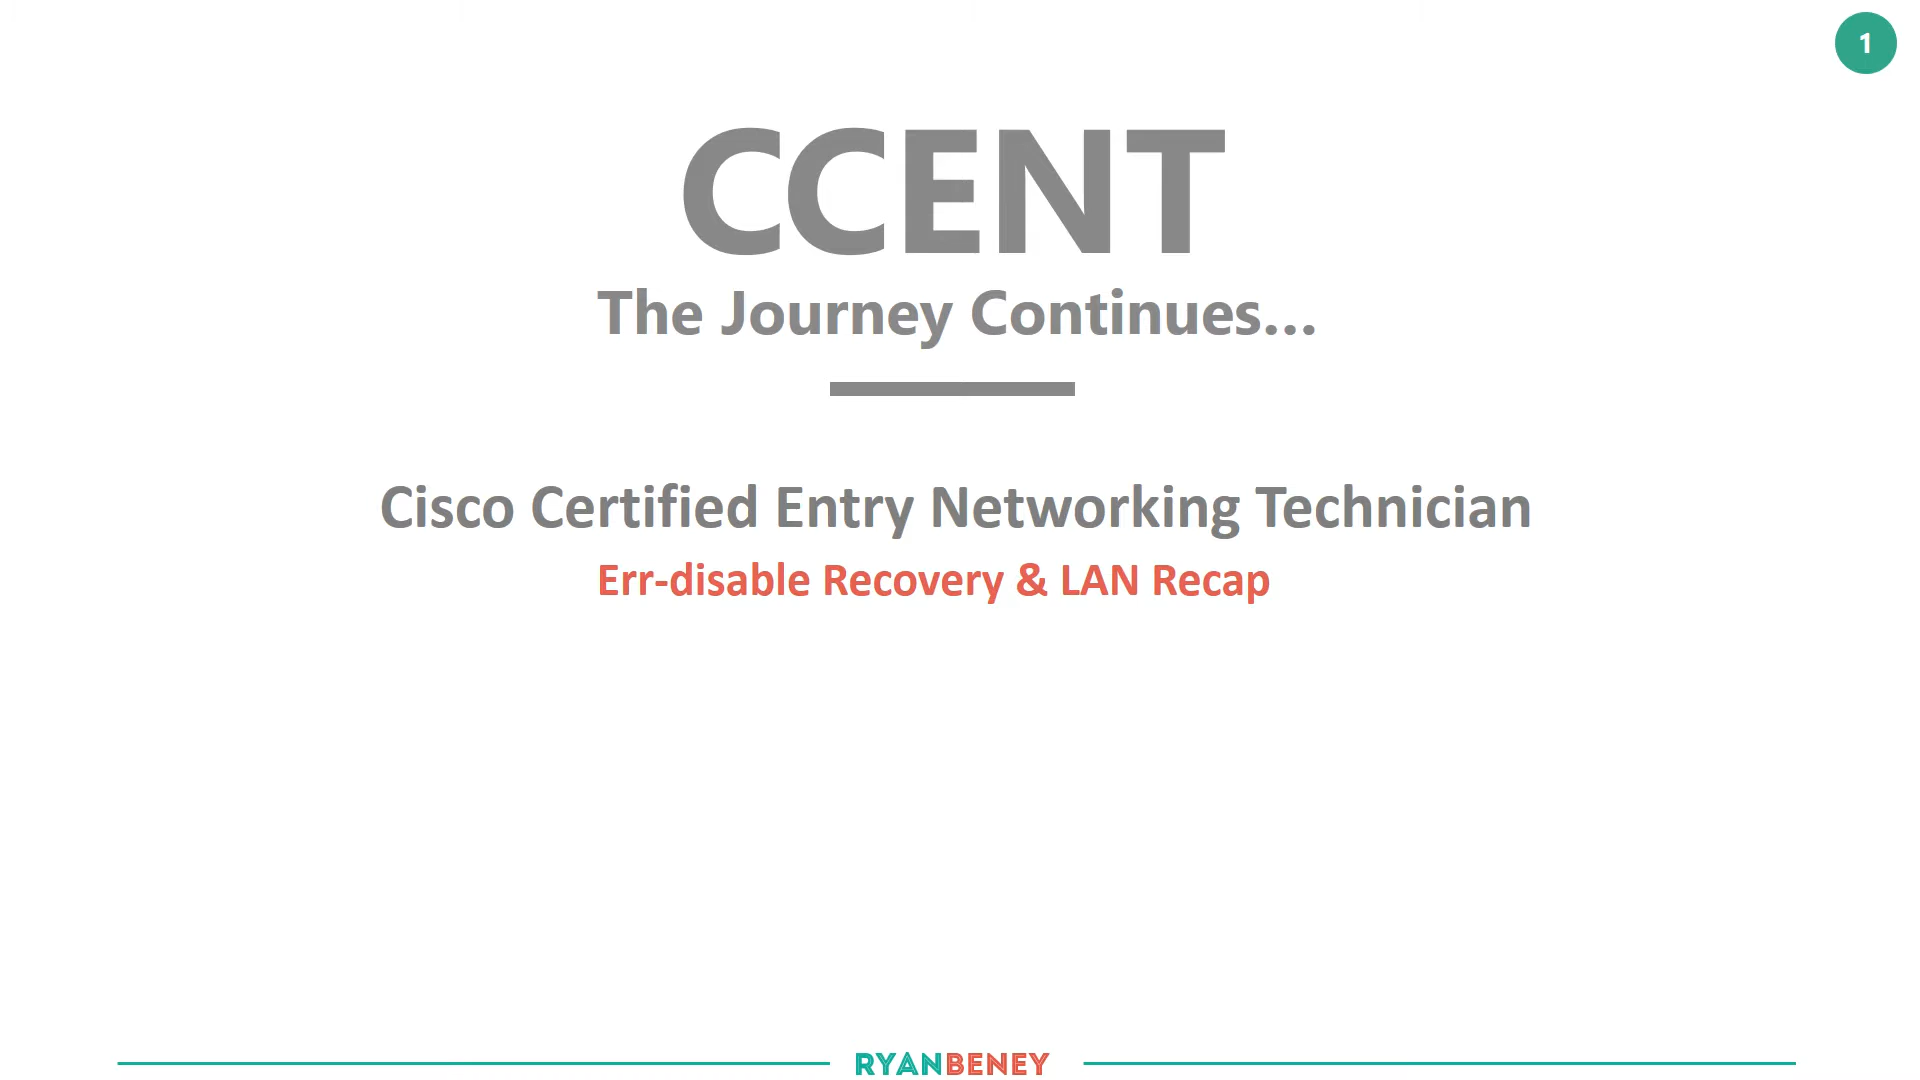 1
CCENT
The Journey Continues...
Cisco Certified Entry Networking Technician
Err-disable Recovery & LAN Recap
RYANBENEY